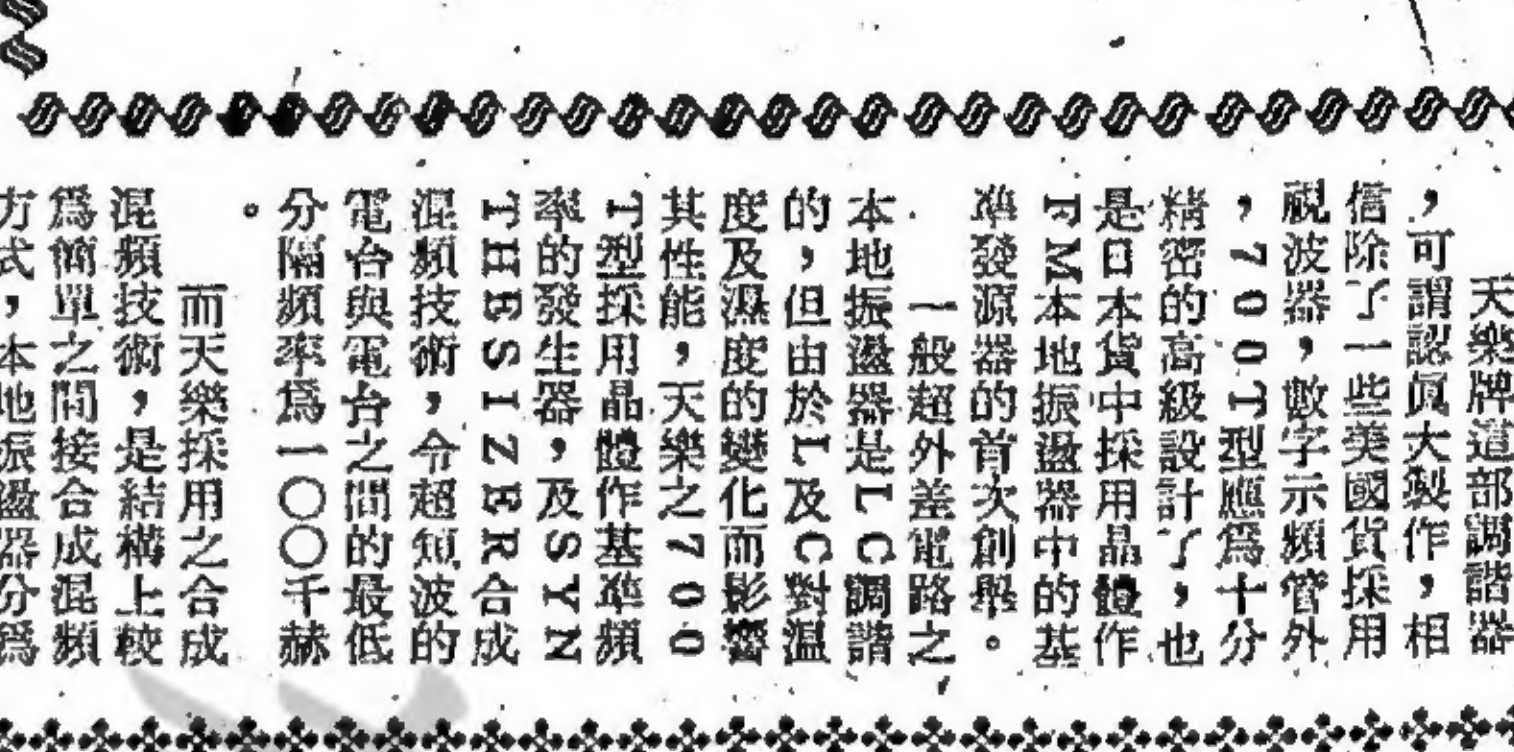 天樂牌道部調諧器
，可謂認眞大製作，相
信除了一些美國貨採用
視波器，數字示頻管外
，７００Ｔ型應爲十分
精密的高級設計了，也
是日本貨中採用晶體作
ＦＭ本地振盪器中的基
準發源器的首次創舉。
一般超外差電路之
本地振盪器是ＬＣ調諧
的，但由於Ｌ及Ｃ對温
度及濕度的變化而影響
其性能，天樂之７００
Ｔ型採用晶體作基準頻
率的發生器，及ＳＹＮ
ＴＨＥＳＩＺＥＲ合成
混頻技術，令超短波的
電台與電台之間的最低
分隔頻率爲一〇〇千赫
。
而天樂採用之合成
混頻技術，是結構上較
爲簡單之間接合成混頻
方式，本地振盪器分爲